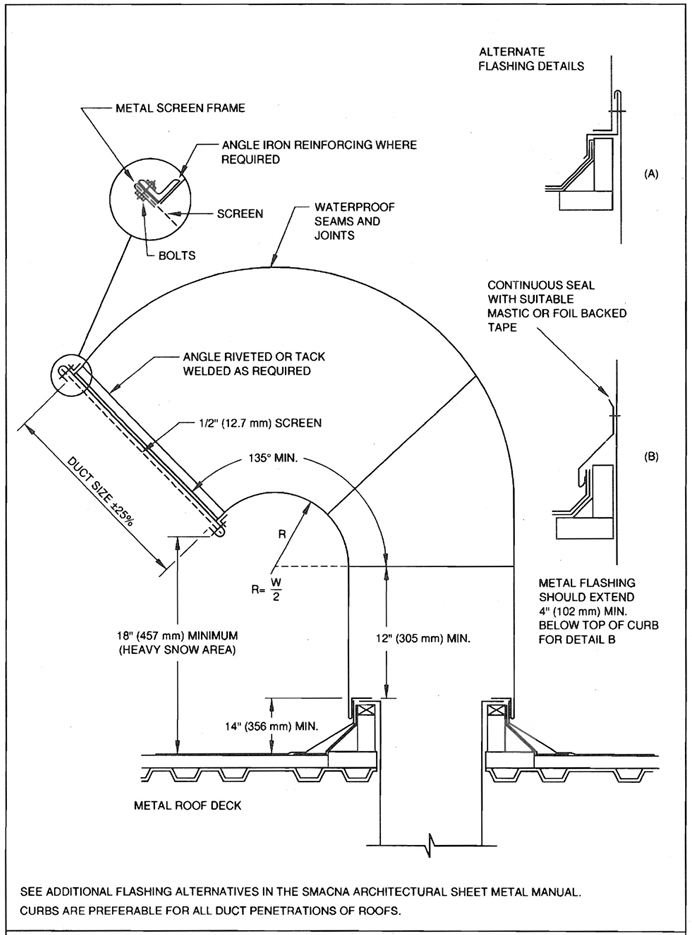 ALTERNATE
FLASHING DETAILS
METAL SCREEN FRAME
ANGLE IRON REINFORCING WHERE
REQUIRED
(A)
SCREEN
WATERPROOF
SEAMS AND
JOINTS
BOLTS
CONTINUOUS SEAL
WITH SUITABLE
MASTIC OR FOIL BACKED
TAPE
ANGLE RIVETED OR TACK
WELDED AS REQUIRED
1/2" (12.7 mm) SCREEN
135° MIN.
(B)
DUCT SIZE ±25%
R
R= W
2
METAL FLASHING
SHOULD EXTEND
4" (102 mm) MIN.
BELOW TOP OF CURB
FOR DETAIL B
18" (457 mm) MINIMUM
(HEAVY SNOW AREA)
12" (305 mm) MIN.
14" (356 mm) MIN.
METAL ROOF DECK
SEE ADDITIONAL FLASHING ALTERNATIVES IN THE SMACNA ARCHITECTURAL SHEET METAL MANUAL.
CURBS ARE PREFERABLE FOR ALL DUCT PENETRATIONS OF ROOFS.